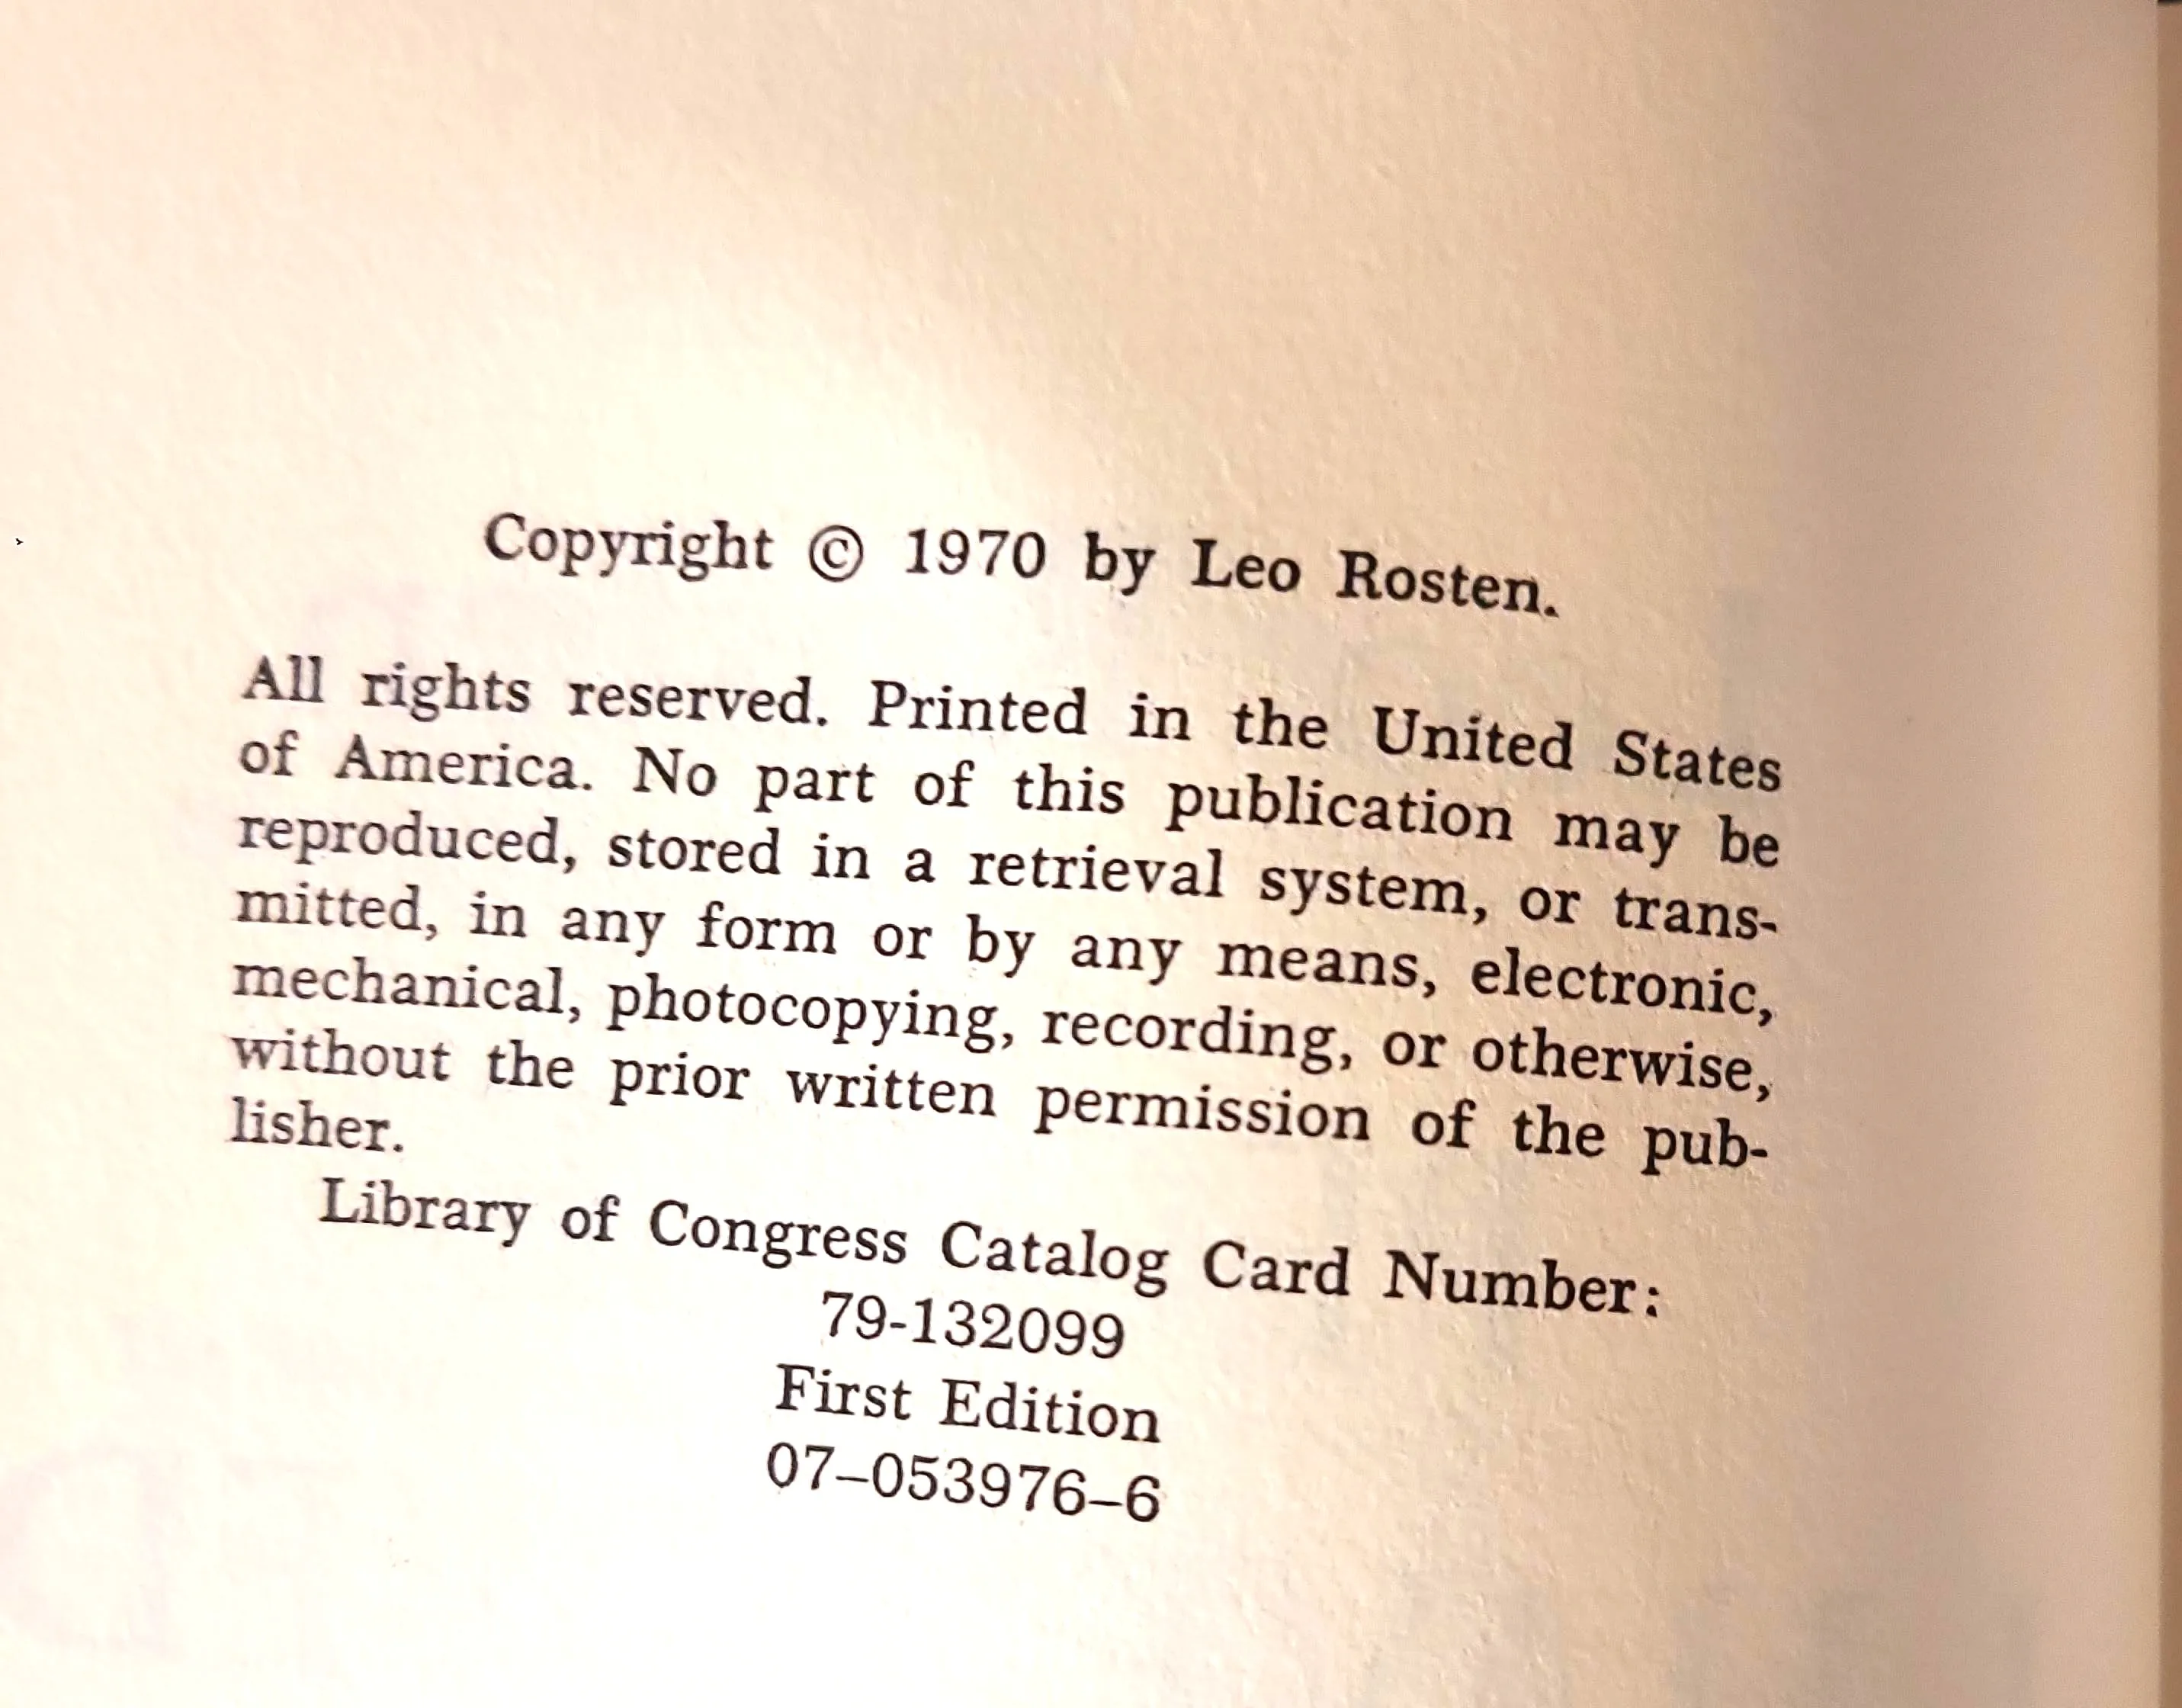 Copyright © 1970 by Leo Rosten.
All rights reserved. Printed in the United States
of America. No part of this publication may be
reproduced, stored in a retrieval system, or trans-
mitted, in any form or by any means, electronic,
mechanical, photocopying, recording, or otherwise,
without the prior written permission of the pub-
lisher.
Library of Congress Catalog Card Number:
79-132099
First Edition
07–053976–6